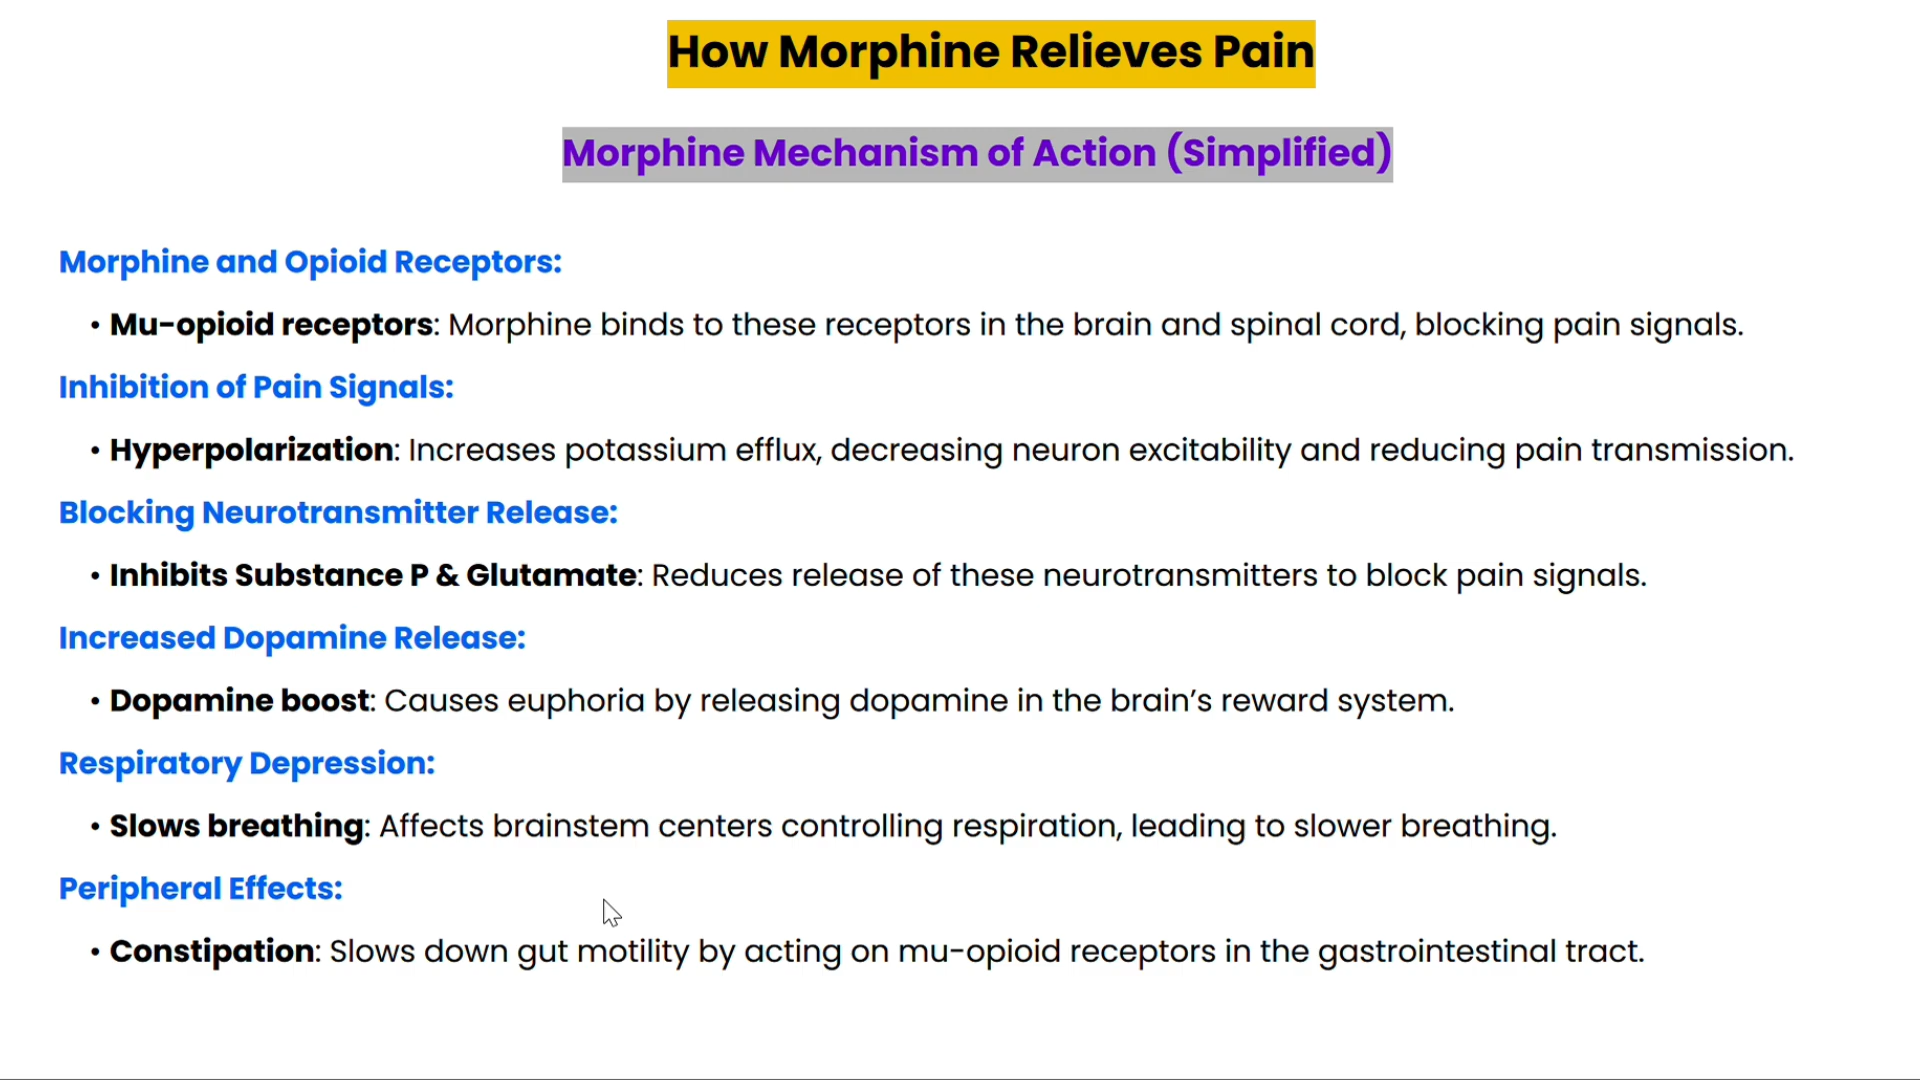 How Morphine Relieves Pain
Morphine Mechanism of Action (Simplified)
Morphine and Opioid Receptors:
• Mu-opioid receptors: Morphine binds to these receptors in the brain and spinal cord, blocking pain signals.
Inhibition of Pain Signals:
• Hyperpolarization: Increases potassium efflux, decreasing neuron excitability and reducing pain transmission.
Blocking Neurotransmitter Release:
• Inhibits Substance P & Glutamate: Reduces release of these neurotransmitters to block pain signals.
Increased Dopamine Release:
• Dopamine boost: Causes euphoria by releasing dopamine in the brain’s reward system.
Respiratory Depression:
• Slows breathing: Affects brainstem centers controlling respiration, leading to slower breathing.
Peripheral Effects:
• Constipation: Slows down gut motility by acting on mu-opioid receptors in the gastrointestinal tract.